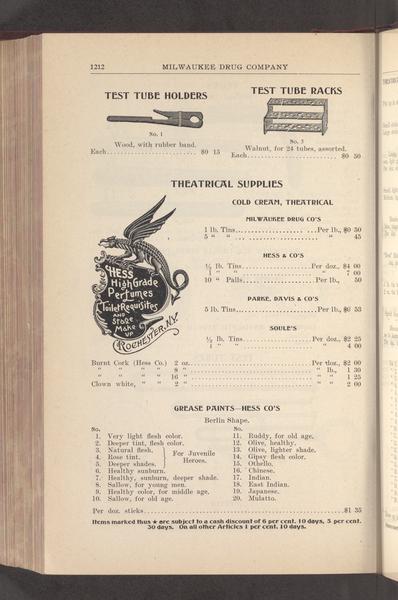 1212 MILWAUKEE DRUG COMPANY
TEST TUBE HOLDERS
No. 1
Wood, with rubber band.
Each........................ $0 15
TEST TUBE RACKS
No. 3
Walnut, for 24 tubes, assorted.
Each........................ $0 50
THEATRICAL SUPPLIES
COLD CREAM, THEATRICAL
MILWAUKEE DRUG CO'S
1 lb. Tins........................Per lb., $0 50
5 " " ........................ " 45
HESS & CO'S
½ lb. Tins........................Per doz., $4 00
1 " " ........................ " 7 00
10 " Pails........................Per lb., 50
PARKE, DAVIS & CO'S
5 lb. Tins........................Per lb., $0 53
SOULE'S
½ lb. Tins........................Per doz., $2 25
1 " " ........................ " 4 00
HESS
High Grade
Perfumes
Toilet Requisites
AND
Stage
Make
UP
ROCHESTER, N.Y.
Burnt Cork (Hess Co.) 2 oz........................Per doz., $2 00
" " " " 8 " ........................ " lb., 1 30
" " " " 16 " ........................ " " 1 25
Clown white, " " 2 " ........................ " " 2 00
GREASE PAINTS—HESS CO'S
Berlin Shape.
No.
1. Very light flesh color.
2. Deeper tint, flesh color.
3. Natural flesh.
4. Rose tint.
5. Deeper shades.
For Juvenile
Heroes.
6. Healthy sunburn.
7. Healthy, sunburn, deeper shade.
8. Sallow, for young men.
9. Healthy color, for middle age.
10. Sallow, for old age.
No.
11. Ruddy, for old age.
12. Olive, healthy.
13. Olive, lighter shade.
14. Gipsy flesh color.
15. Othello.
16. Chinese.
17. Indian.
18. East Indian.
19. Japanese.
20. Mulatto.
Per doz. sticks........................$1 35
Items marked thus ★ are subject to a cash discount of 6 per cent. 10 days, 5 per cent.
30 days. On all other Articles 1 per cent. 10 days.